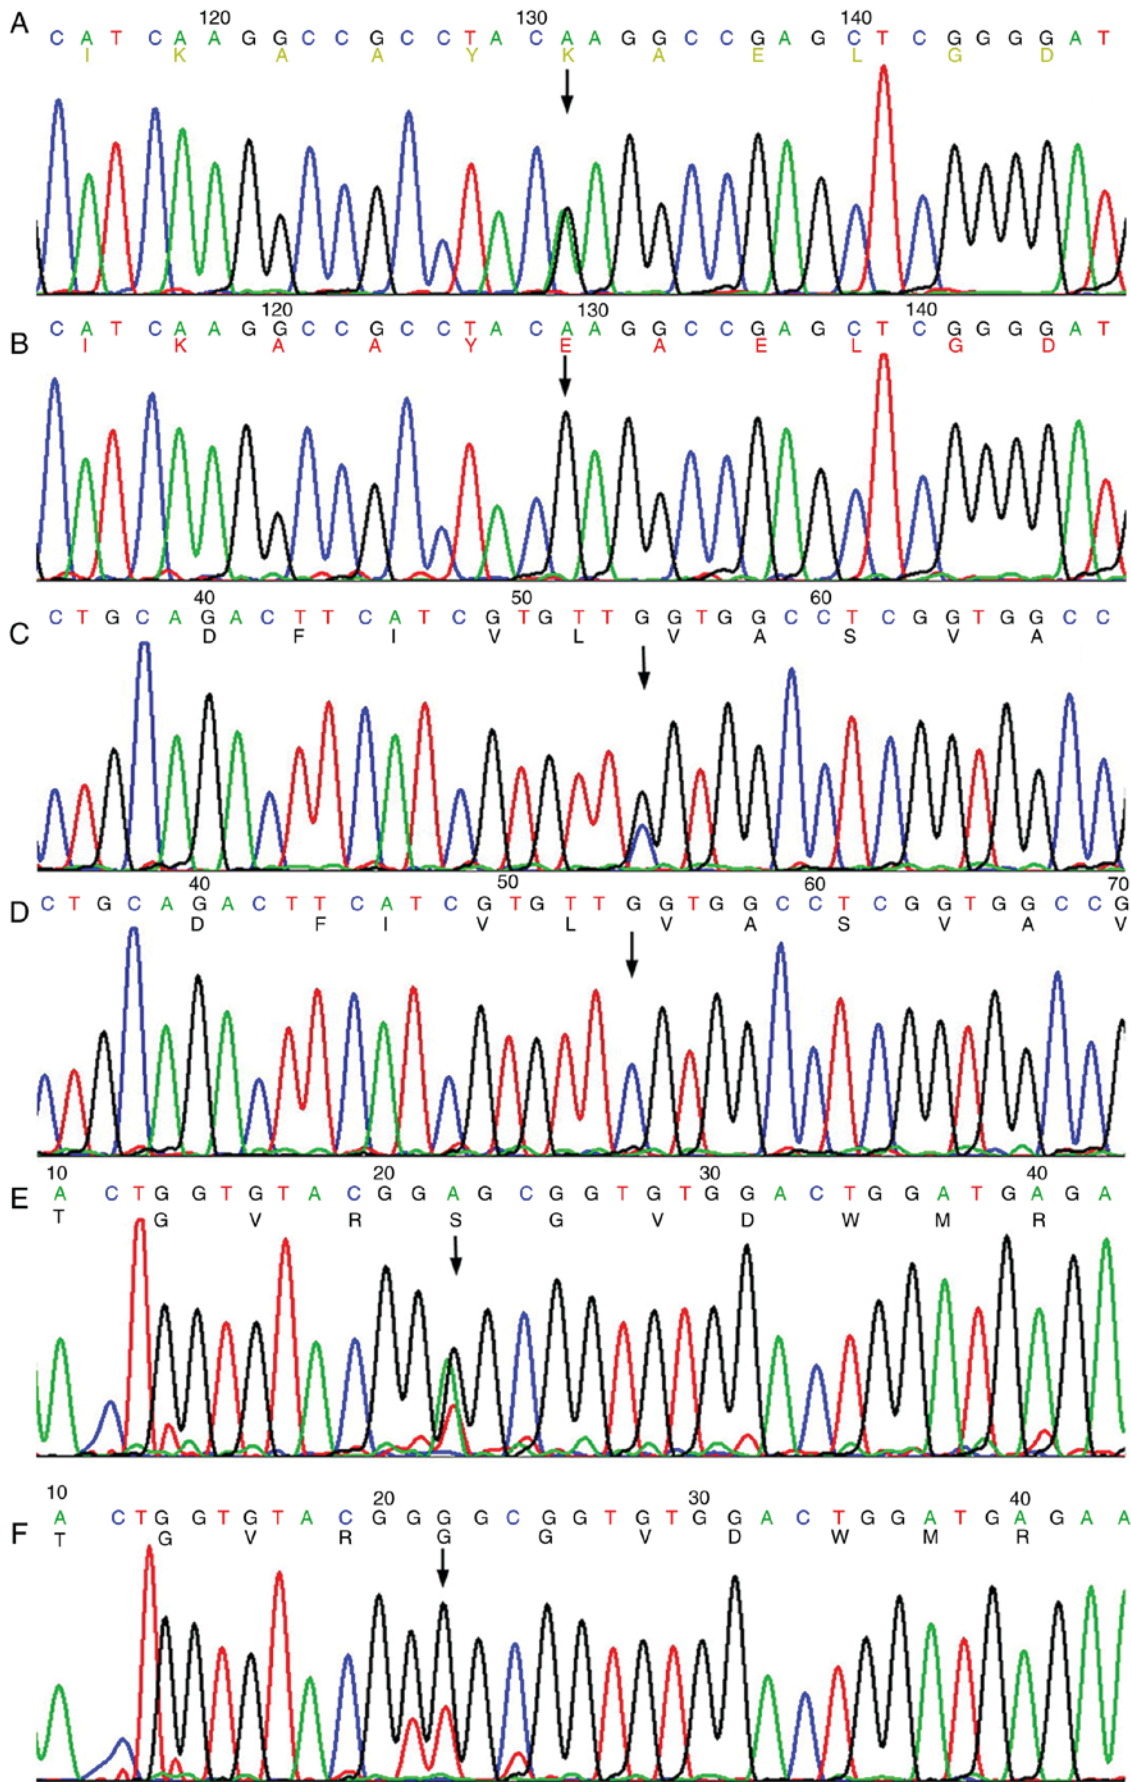 120 130 140
A C A T C A A G G C C G C C T A C A A G G C C G A G C T C G G G G A T
I K A A Y K A E L G D
120 130 140
B C A T C A A G G C C G C C T A C A A G G C C G A G C T C G G G G A T
I K A A Y E A E L G D
40 50 60
C C T G C A G A C T T C A T C G T G T T G G T G G C C T C G G T G G C C
D F I V L V A S V A
40 50 60 70
D C T G C A G A C T T C A T C G T G T T G G T G G C C T C G G T G G C C G
D F I V L V A S V A V
10 20 30 40
E A C T G G T G T A C G G A G C G G T G T G G A C T G G A T G A G A
T G V R S G V D W M R
10 20 30 40
F A C T G G T G T A C G G G G C G G T G T G G A C T G G A T G A G A A
T G V R G G V D W M R